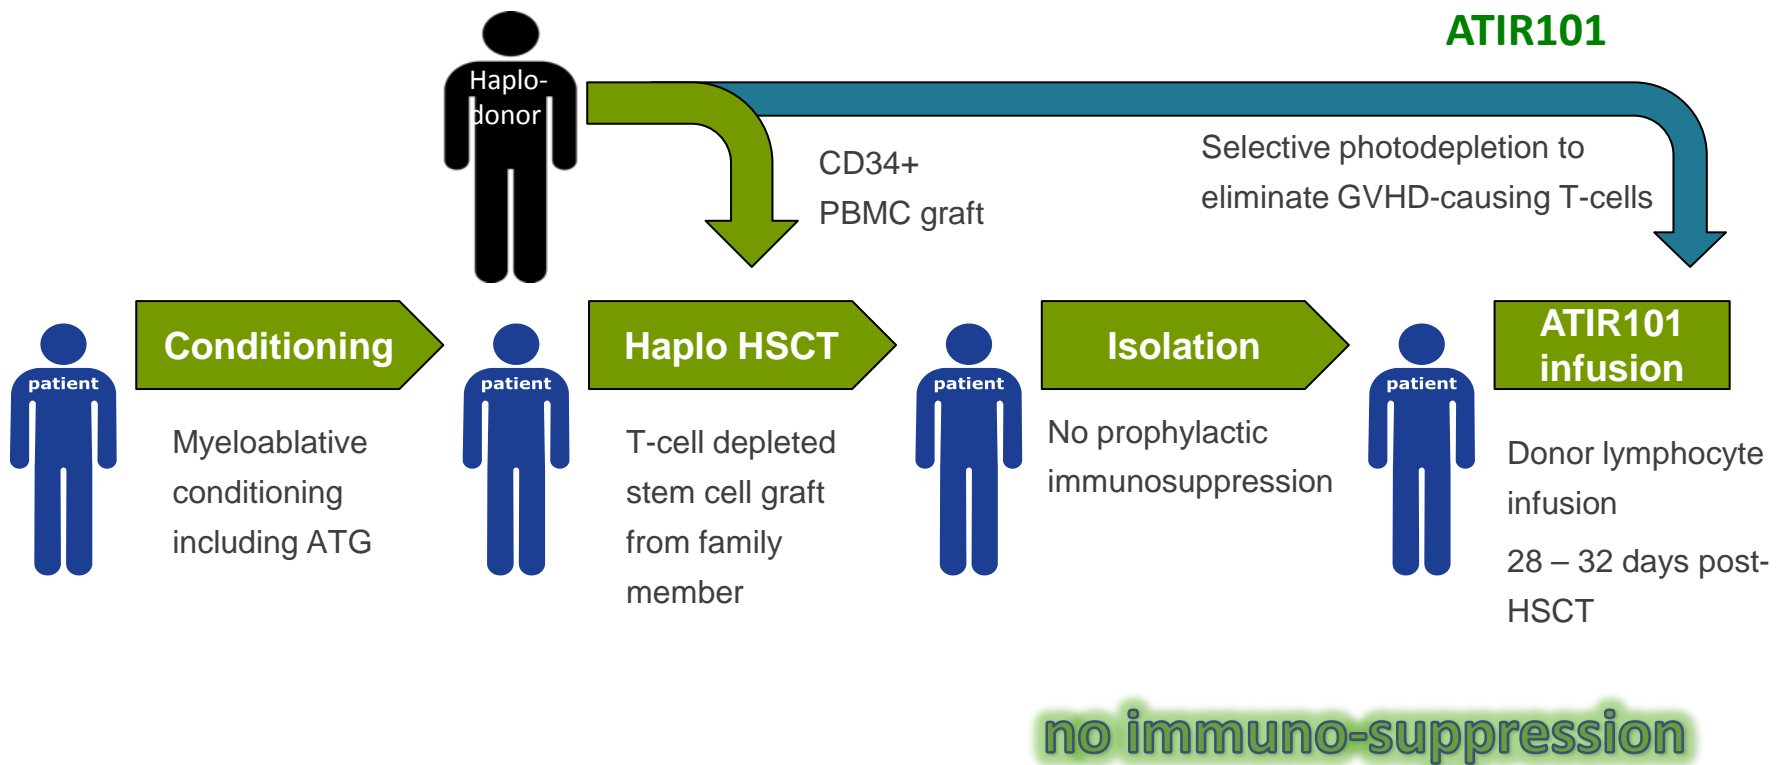 ATIR101
Haplo-
donor
CD34+
PBMC graft
Selective photodepletion to
eliminate GVHD-causing T-cells
patient
Conditioning
Myeloablative
conditioning
including ATG
patient
Haplo HSCT
T-cell depleted
stem cell graft
from family
member
patient
Isolation
No prophylactic
immunosuppression
patient
ATIR101
infusion
Donor lymphocyte
infusion
28 – 32 days post-
HSCT
no immuno-suppression